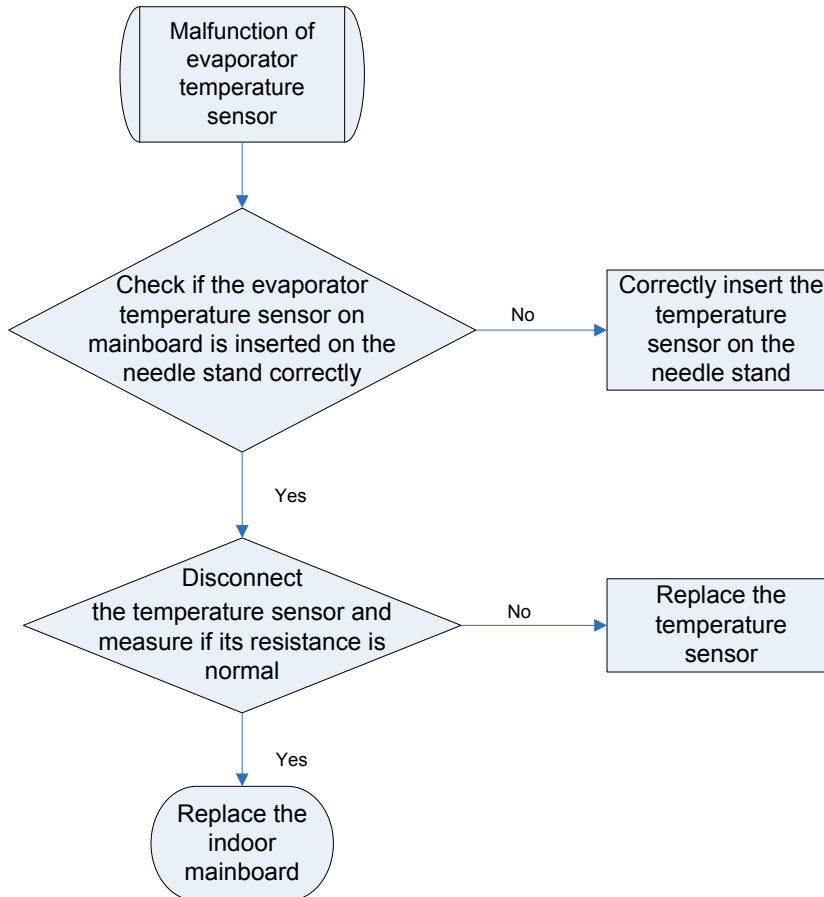 Malfunction of
evaporator
temperature
sensor
Check if the evaporator
temperature sensor on
mainboard is inserted on the
needle stand correctly
No
Correctly insert the
temperature
sensor on the
needle stand
Yes
Disconnect
the temperature sensor and
measure if its resistance is
normal
No
Replace the
temperature
sensor
Yes
Replace the
indoor
mainboard